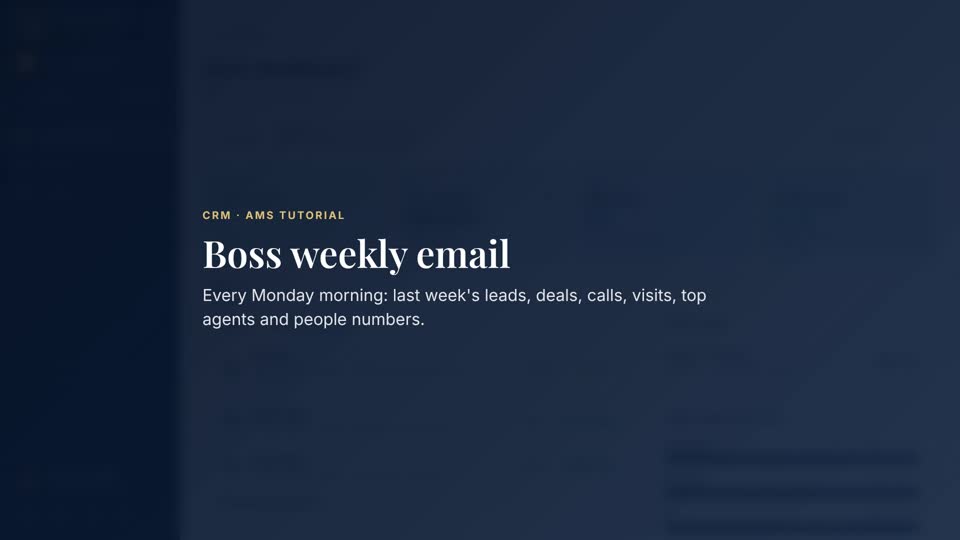 CRM · AMS TUTORIAL
Boss weekly email
Every Monday morning: last week's leads, deals, calls, visits, top
agents and people numbers.